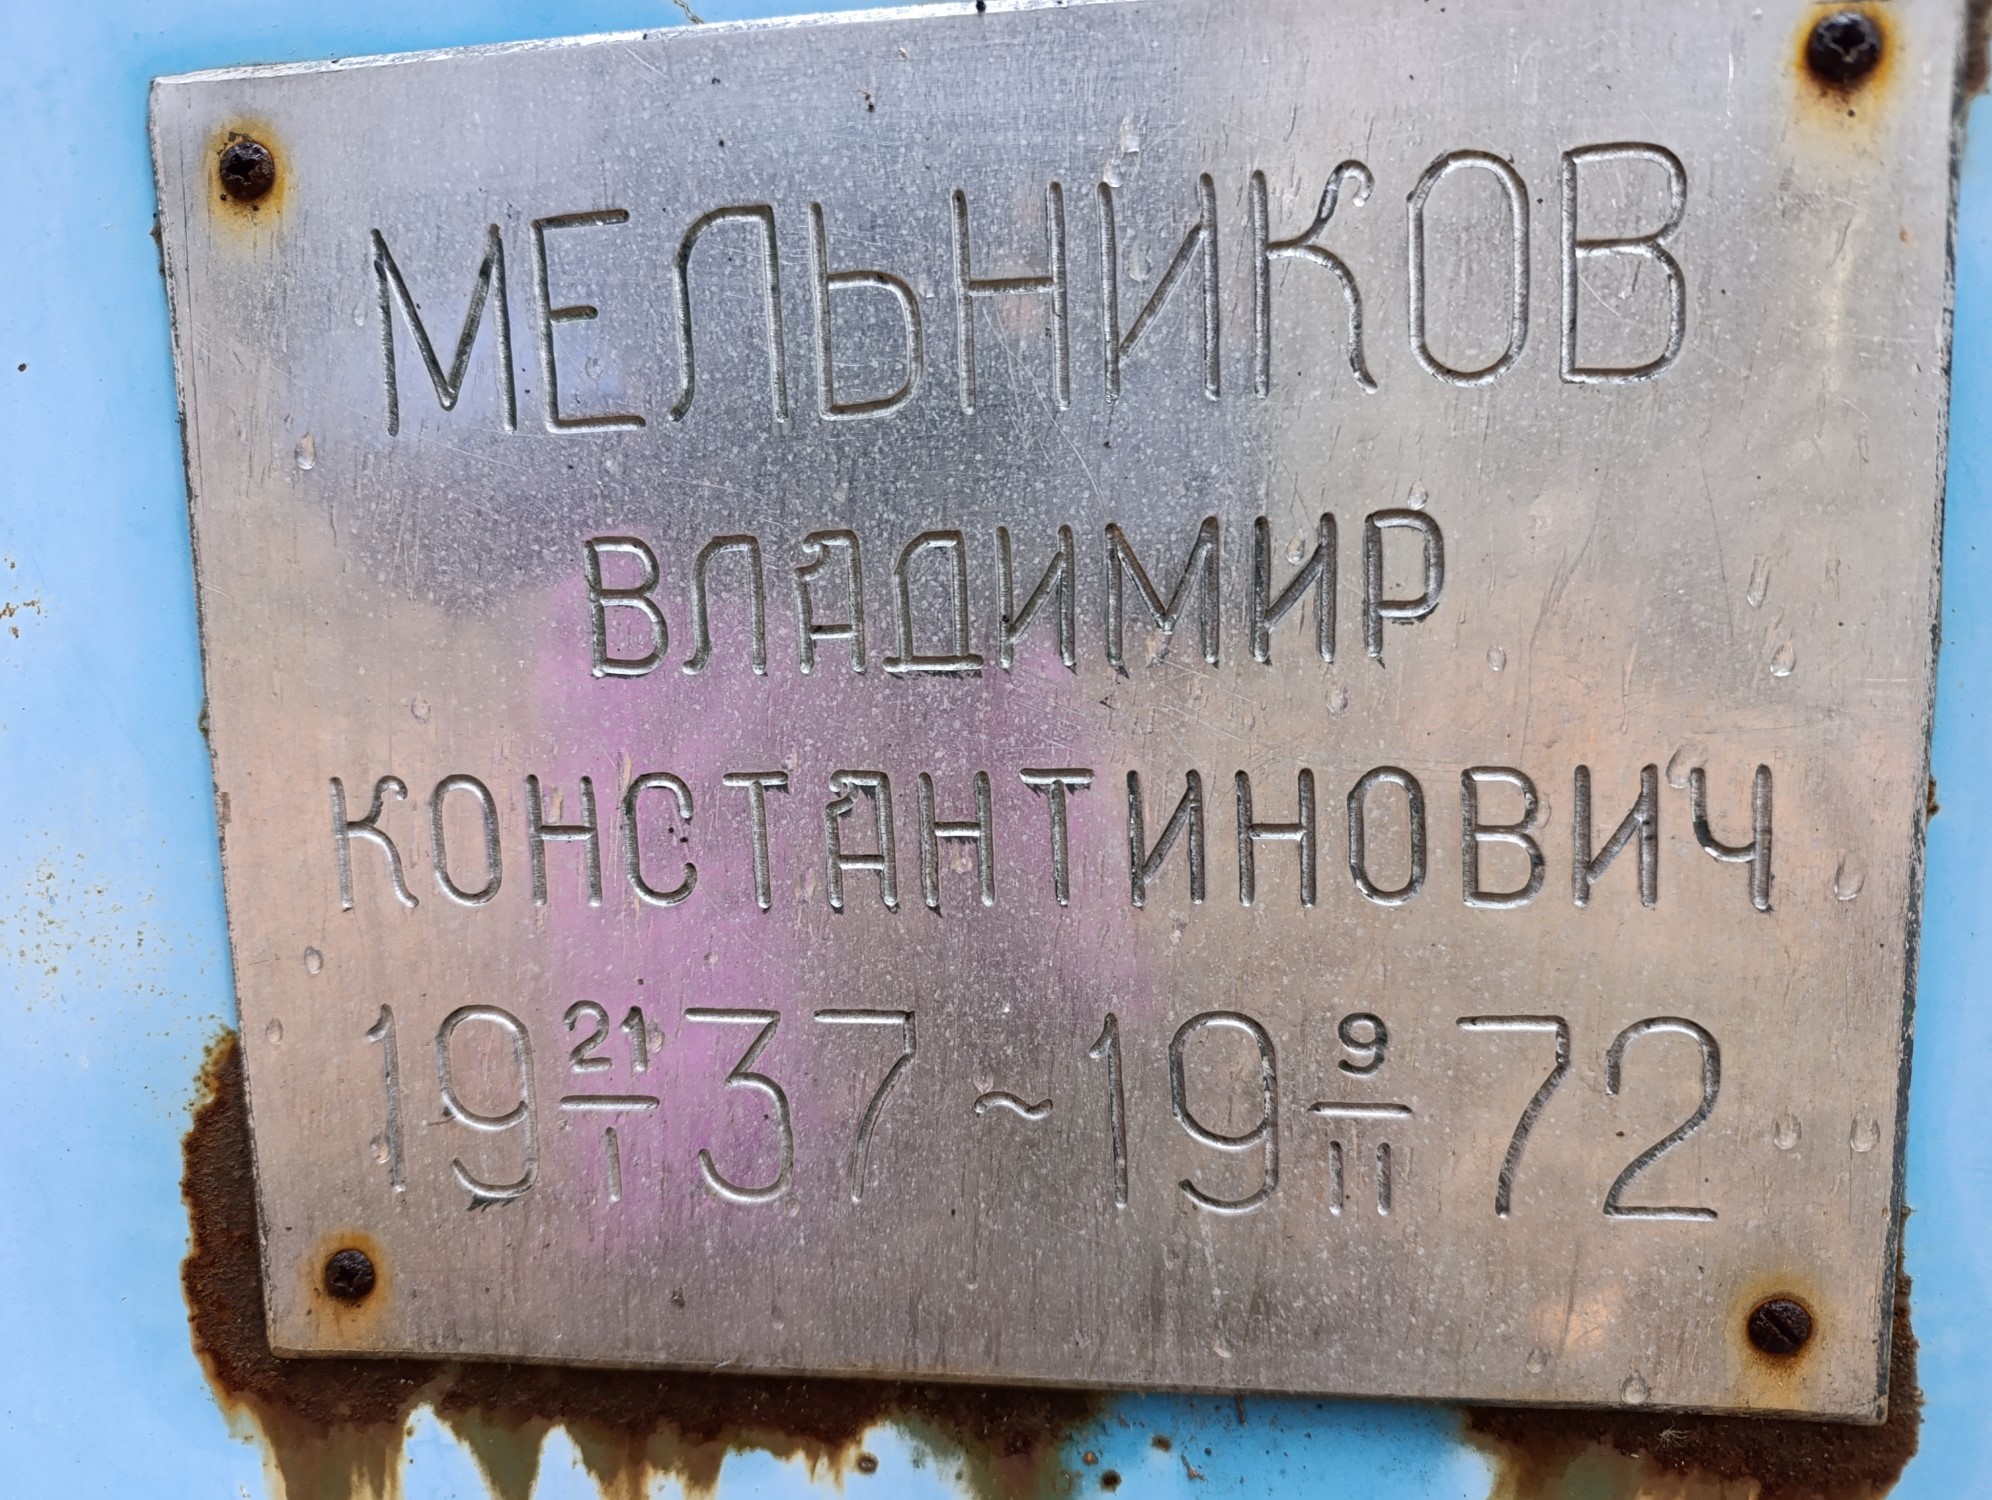 МЕЛЬНИКОВ
ВЛАДИМИР
КОНСТАНТИНОВИЧ
19 21/I 37 ~ 19 9/II 72